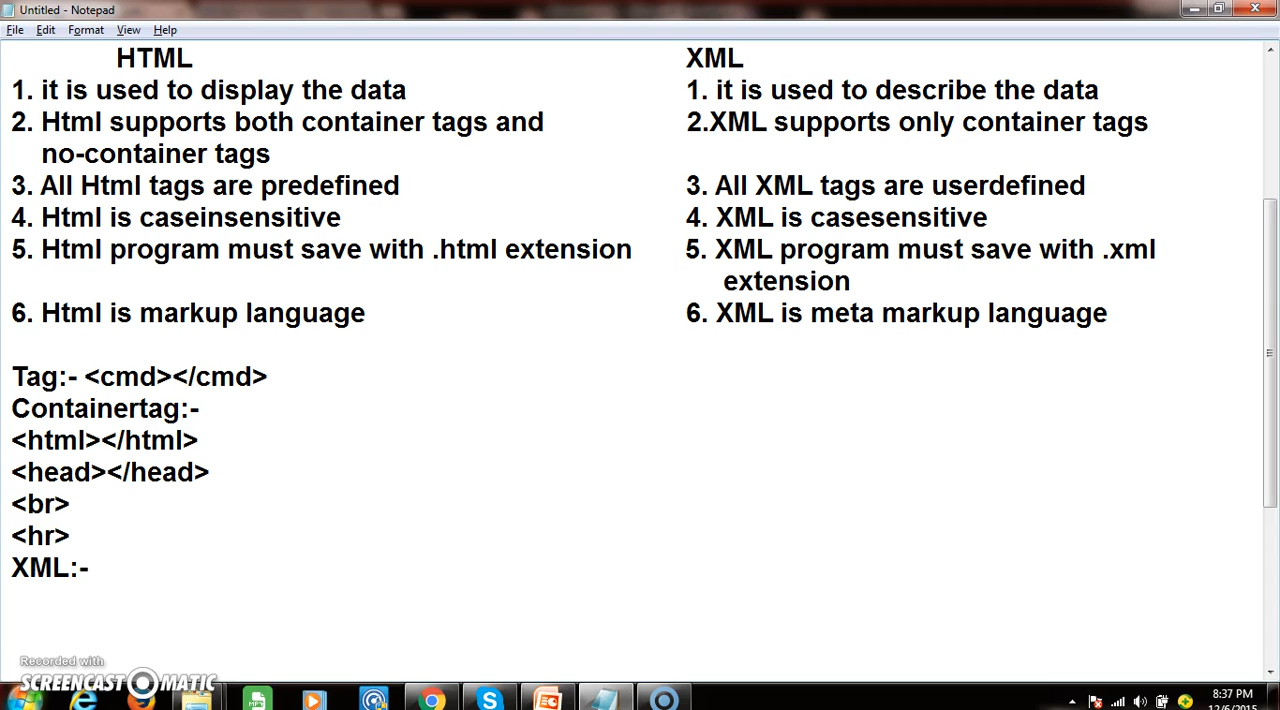 Untitled - Notepad
File Edit Format View Help
HTML XML
1. it is used to display the data 1. it is used to describe the data
2. Html supports both container tags and 2.XML supports only container tags
no-container tags
3. All Html tags are predefined 3. All XML tags are userdefined
4. Html is caseinsensitive 4. XML is casesensitive
5. Html program must save with .html extension 5. XML program must save with .xml
extension
6. Html is markup language 6. XML is meta markup language
Tag:- <cmd></cmd>
Containertag:-
<html></html>
<head></head>
<br>
<hr>
XML:-
Recorded with
SCREENCAST MATIC
8:37 PM
12/6/2015